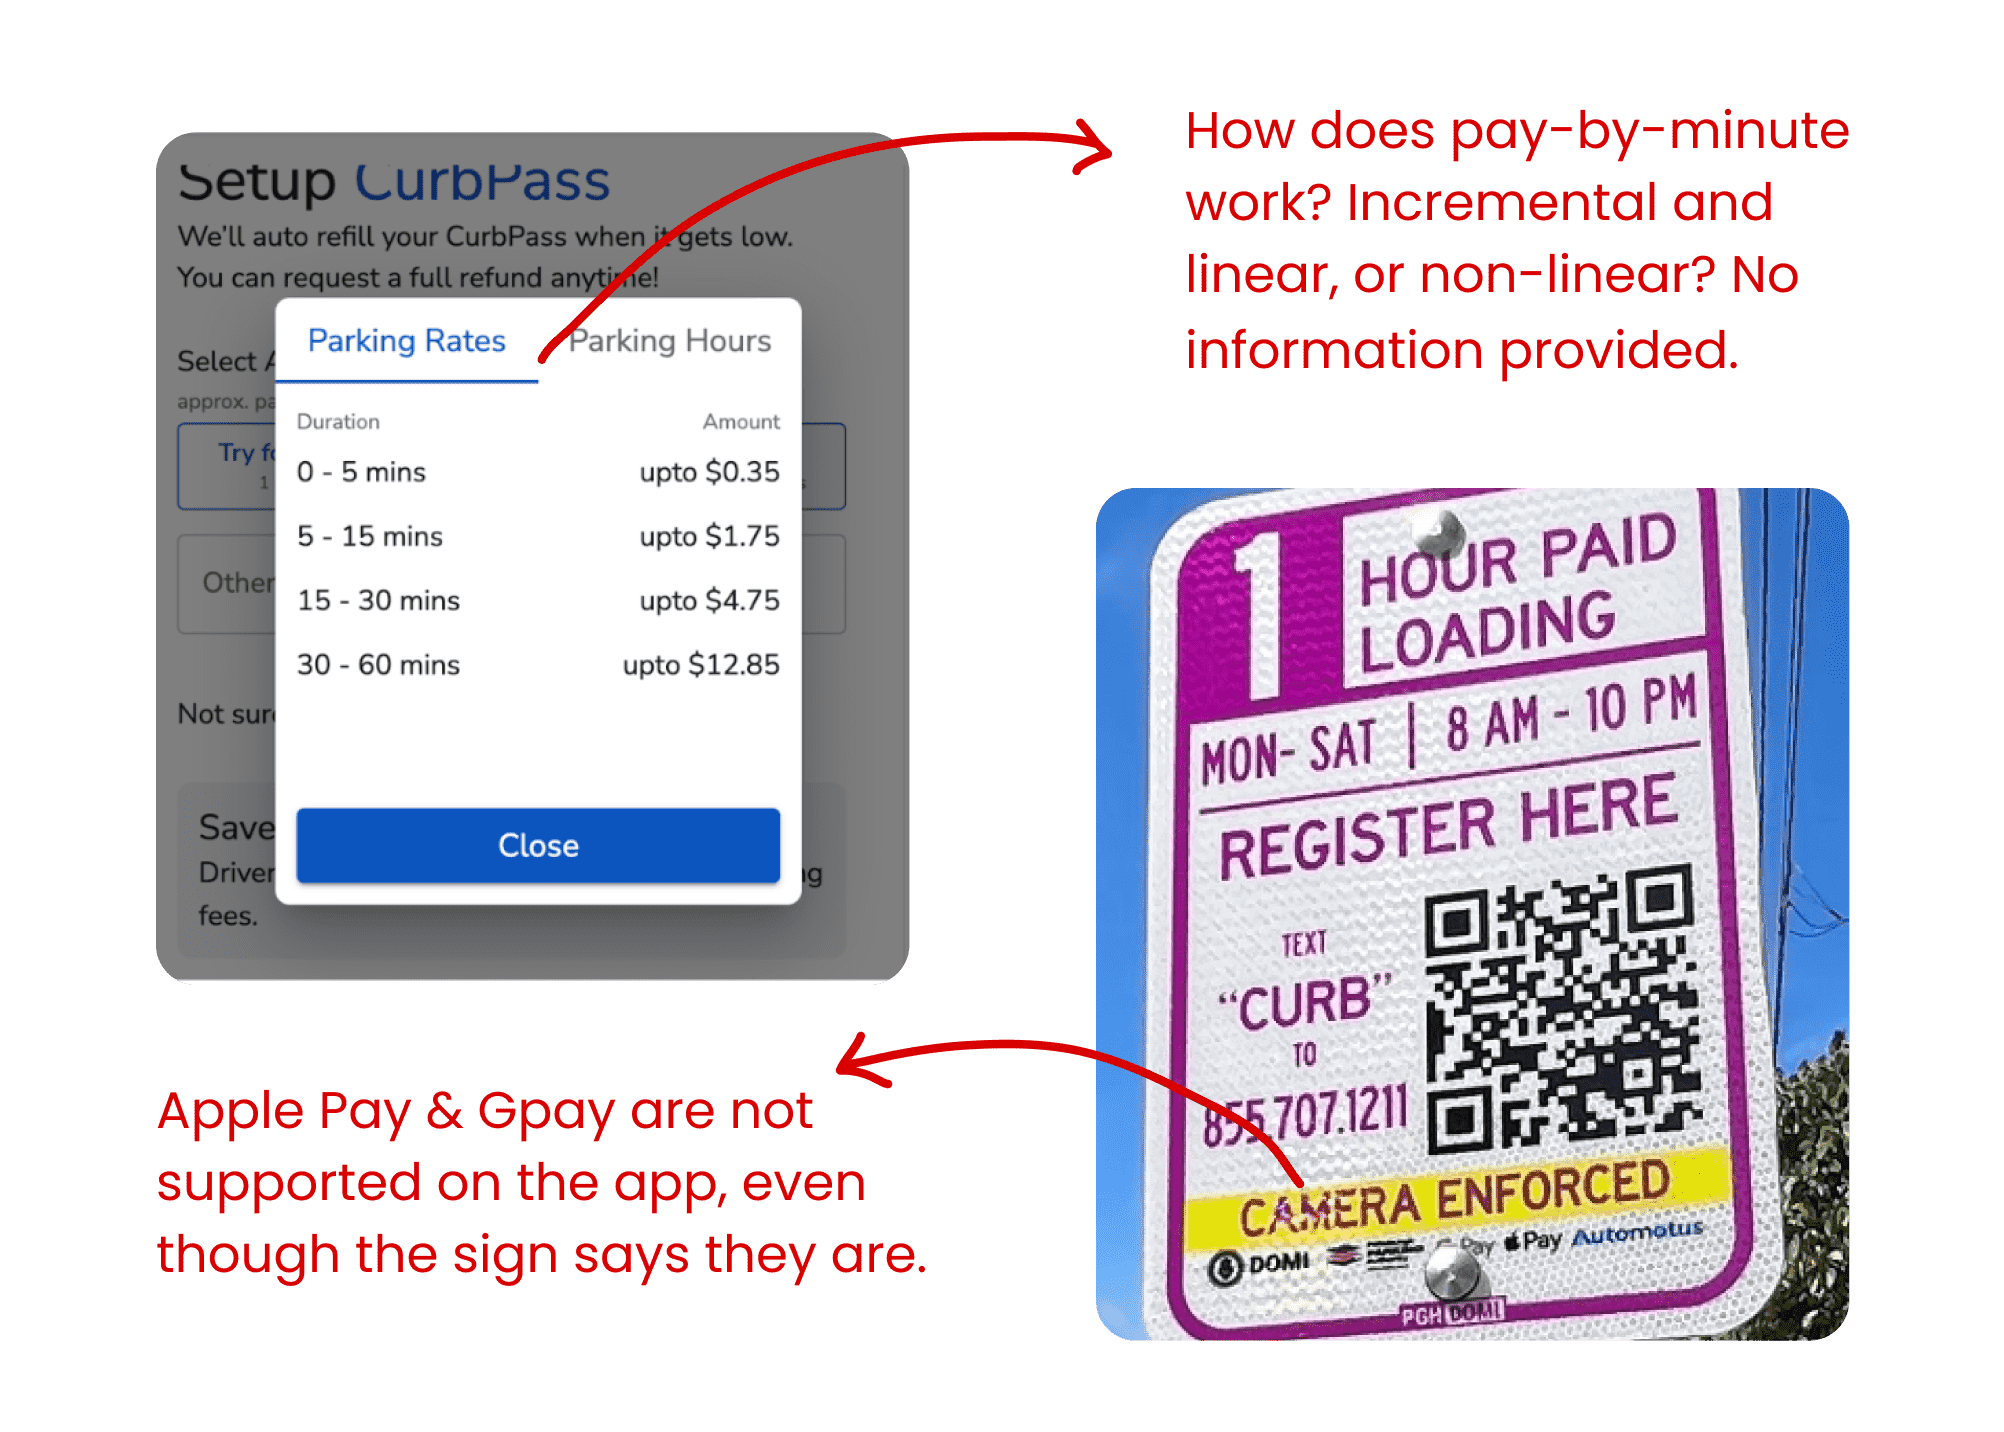 Setup CurbPass
We'll auto refill your CurbPass when it gets low.
You can request a full refund anytime!
Select
approx.
Try
1
Other
Not sure
Save
Driver
fees.
Parking Rates Parking Hours
Duration Amount
0 - 5 mins upto $0.35
5 - 15 mins upto $1.75
15 - 30 mins upto $4.75
30 - 60 mins upto $12.85
Close
How does pay-by-minute
work? Incremental and
linear, or non-linear? No
information provided.
1 HOUR PAID
LOADING
MON- SAT | 8 AM - 10 PM
REGISTER HERE
TEXT
“CURB”
TO
855.707.1211
CAMERA ENFORCED
DOMI Pay Pay Automotus
PGH DOMI
Apple Pay & Gpay are not
supported on the app, even
though the sign says they are.